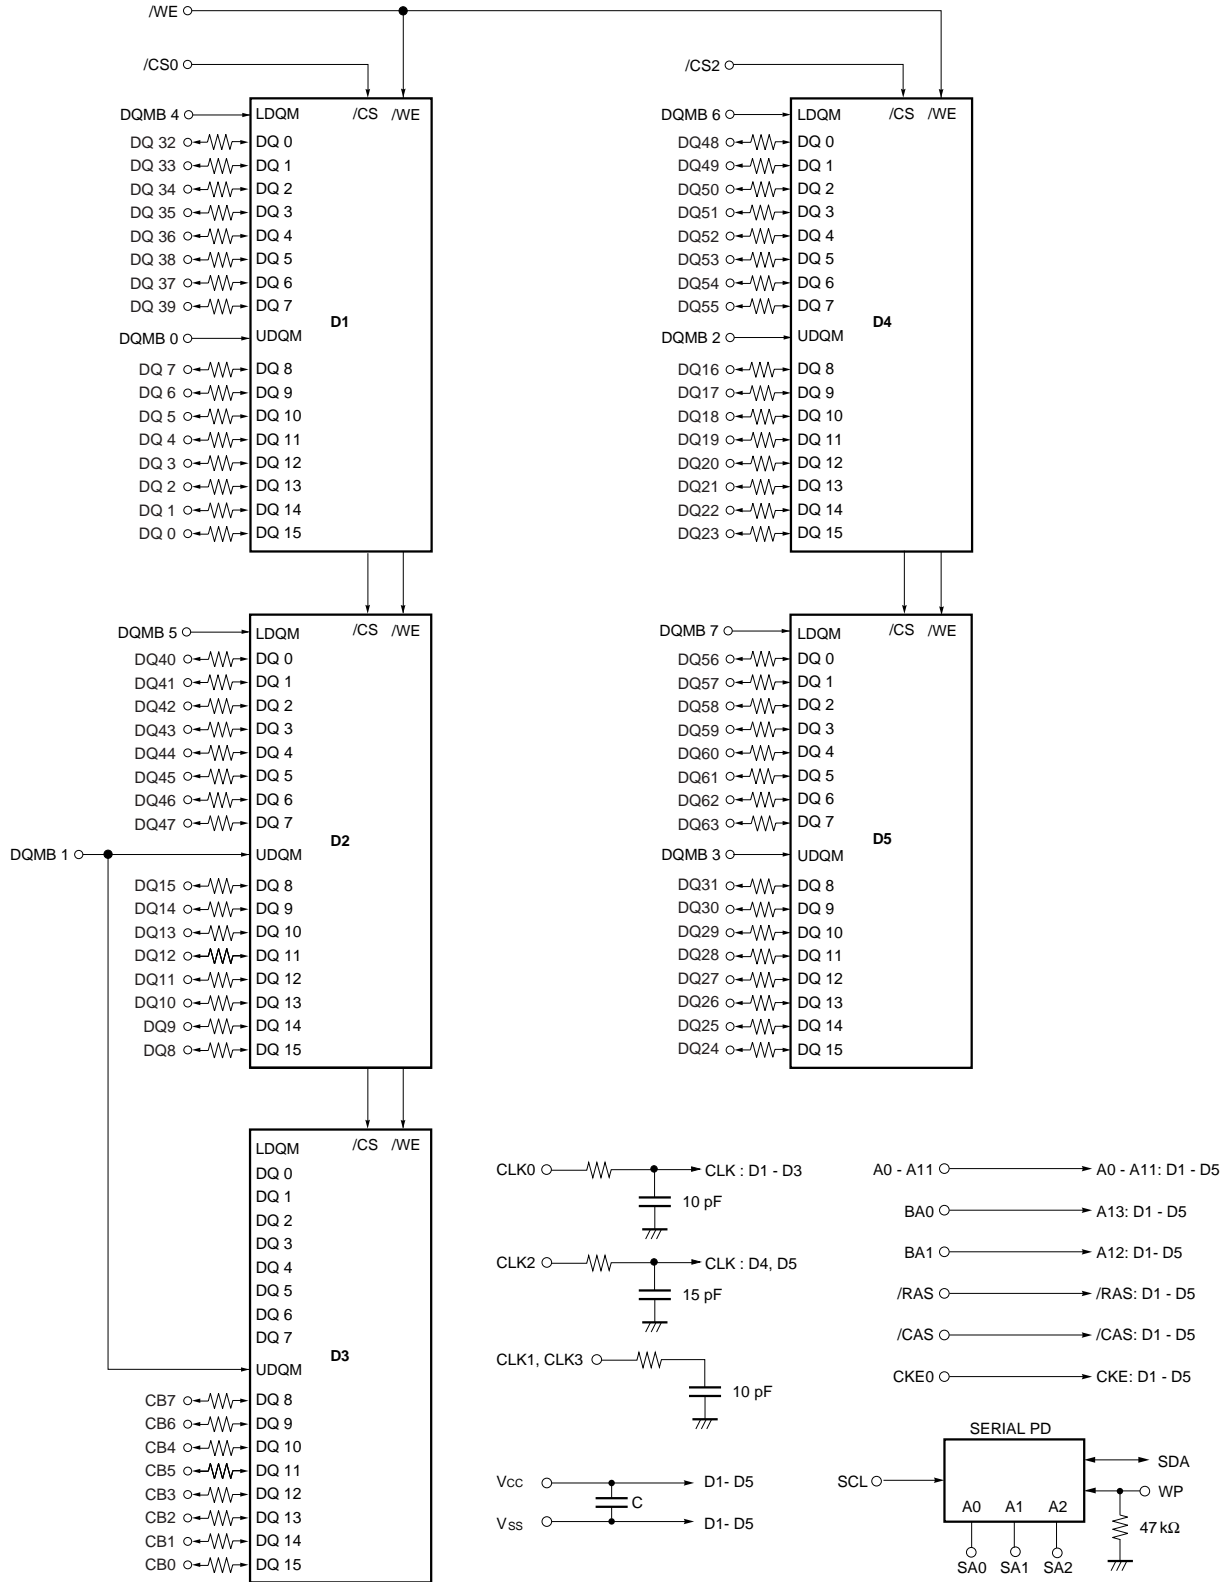 /WE
/CS0
/CS2
DQMB 4 LDQM /CS /WE
DQ 32 DQ 0
DQ 33 DQ 1
DQ 34 DQ 2
DQ 35 DQ 3
DQ 36 DQ 4
DQ 38 DQ 5
DQ 37 DQ 6
DQ 39 DQ 7
D1
DQMB 0 UDQM
DQ 7 DQ 8
DQ 6 DQ 9
DQ 5 DQ 10
DQ 4 DQ 11
DQ 3 DQ 12
DQ 2 DQ 13
DQ 1 DQ 14
DQ 0 DQ 15
DQMB 6 LDQM /CS /WE
DQ48 DQ 0
DQ49 DQ 1
DQ50 DQ 2
DQ51 DQ 3
DQ52 DQ 4
DQ53 DQ 5
DQ54 DQ 6
DQ55 DQ 7
D4
DQMB 2 UDQM
DQ16 DQ 8
DQ17 DQ 9
DQ18 DQ 10
DQ19 DQ 11
DQ20 DQ 12
DQ21 DQ 13
DQ22 DQ 14
DQ23 DQ 15
DQMB 5 LDQM /CS /WE
DQ40 DQ 0
DQ41 DQ 1
DQ42 DQ 2
DQ43 DQ 3
DQ44 DQ 4
DQ45 DQ 5
DQ46 DQ 6
DQ47 DQ 7
D2
DQMB 1 UDQM
DQ15 DQ 8
DQ14 DQ 9
DQ13 DQ 10
DQ12 DQ 11
DQ11 DQ 12
DQ10 DQ 13
DQ9 DQ 14
DQ8 DQ 15
DQMB 7 LDQM /CS /WE
DQ56 DQ 0
DQ57 DQ 1
DQ58 DQ 2
DQ59 DQ 3
DQ60 DQ 4
DQ61 DQ 5
DQ62 DQ 6
DQ63 DQ 7
D5
DQMB 3 UDQM
DQ31 DQ 8
DQ30 DQ 9
DQ29 DQ 10
DQ28 DQ 11
DQ27 DQ 12
DQ26 DQ 13
DQ25 DQ 14
DQ24 DQ 15
LDQM /CS /WE
DQ 0
DQ 1
DQ 2
DQ 3
DQ 4
DQ 5
DQ 6
DQ 7
D3
UDQM
CB7 DQ 8
CB6 DQ 9
CB4 DQ 10
CB5 DQ 11
CB3 DQ 12
CB2 DQ 13
CB1 DQ 14
CB0 DQ 15
CLK0 CLK : D1 - D3
10 pF
CLK2 CLK : D4, D5
15 pF
CLK1, CLK3
10 pF
Vcc D1- D5
C
Vss D1- D5
A0 - A11 A0 - A11: D1 - D5
BA0 A13: D1 - D5
BA1 A12: D1- D5
/RAS /RAS: D1 - D5
/CAS /CAS: D1 - D5
CKE0 CKE: D1 - D5
SERIAL PD
SDA
SCL
WP
A0 A1 A2
47 kΩ
SA0 SA1 SA2